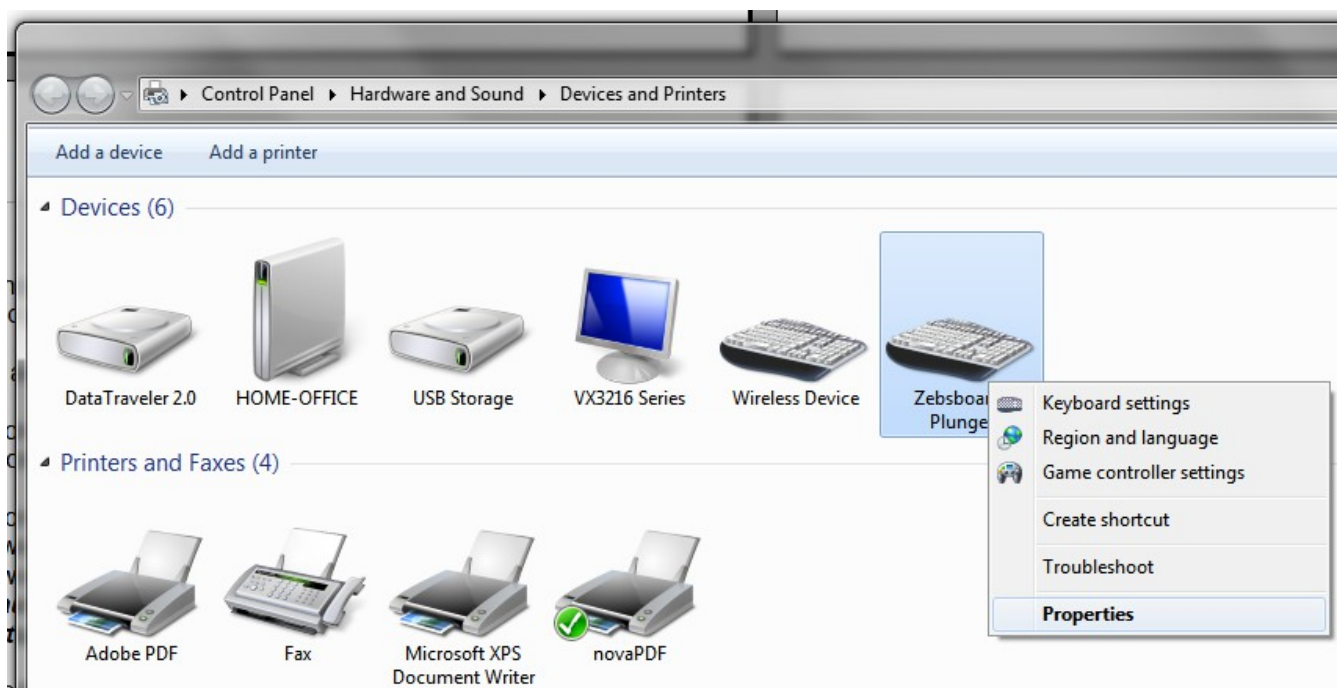 Control Panel ▸ Hardware and Sound ▸ Devices and Printers
Add a device Add a printer
Devices (6)
DataTraveler 2.0 HOME-OFFICE USB Storage VX3216 Series Wireless Device
Printers and Faxes (4)
Keyboard settings
Region and language
Game controller settings
Create shortcut
Troubleshoot
Properties
Adobe PDF Fax Microsoft XPS novaPDF
Document Writer